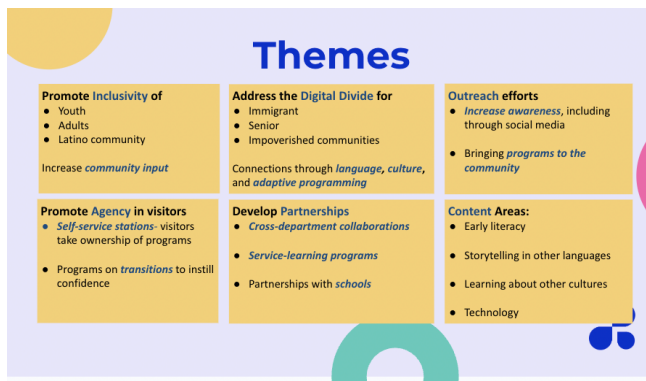 Themes
Promote Inclusivity of
● Youth
● Adults
● Latino community
Increase community input
Address the Digital Divide for
● Immigrant
● Senior
● Impoverished communities
Connections through language, culture,
and adaptive programming
Outreach efforts
● Increase awareness, including
through social media
● Bringing programs to the
community
Promote Agency in visitors
● Self-service stations- visitors
take ownership of programs
● Programs on transitions to instill
confidence
Develop Partnerships
● Cross-department collaborations
● Service-learning programs
● Partnerships with schools
Content Areas:
● Early literacy
● Storytelling in other languages
● Learning about other cultures
● Technology